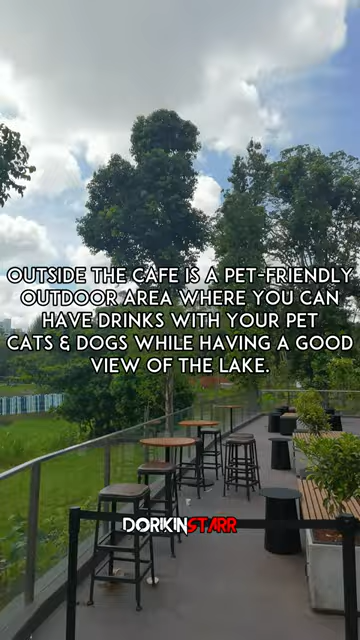 OUTSIDE THE CAFE IS A PET-FRIENDLY
OUTDOOR AREA WHERE YOU CAN
HAVE DRINKS WITH YOUR PET
CATS & DOGS WHILE HAVING A GOOD
VIEW OF THE LAKE.
DORKINSTARR